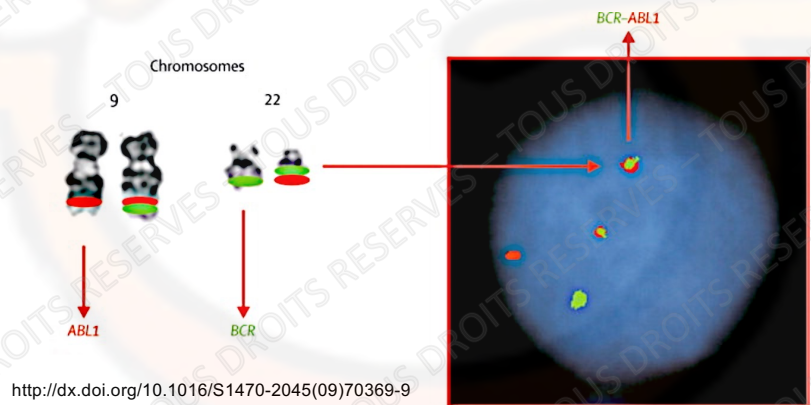 BCR-ABL1
Chromosomes
9 22
ABL1 BCR
http://dx.doi.org/10.1016/S1470-2045(09)70369-9
TOUS DROITS RESERVES – TOUS DROITS RESERVES